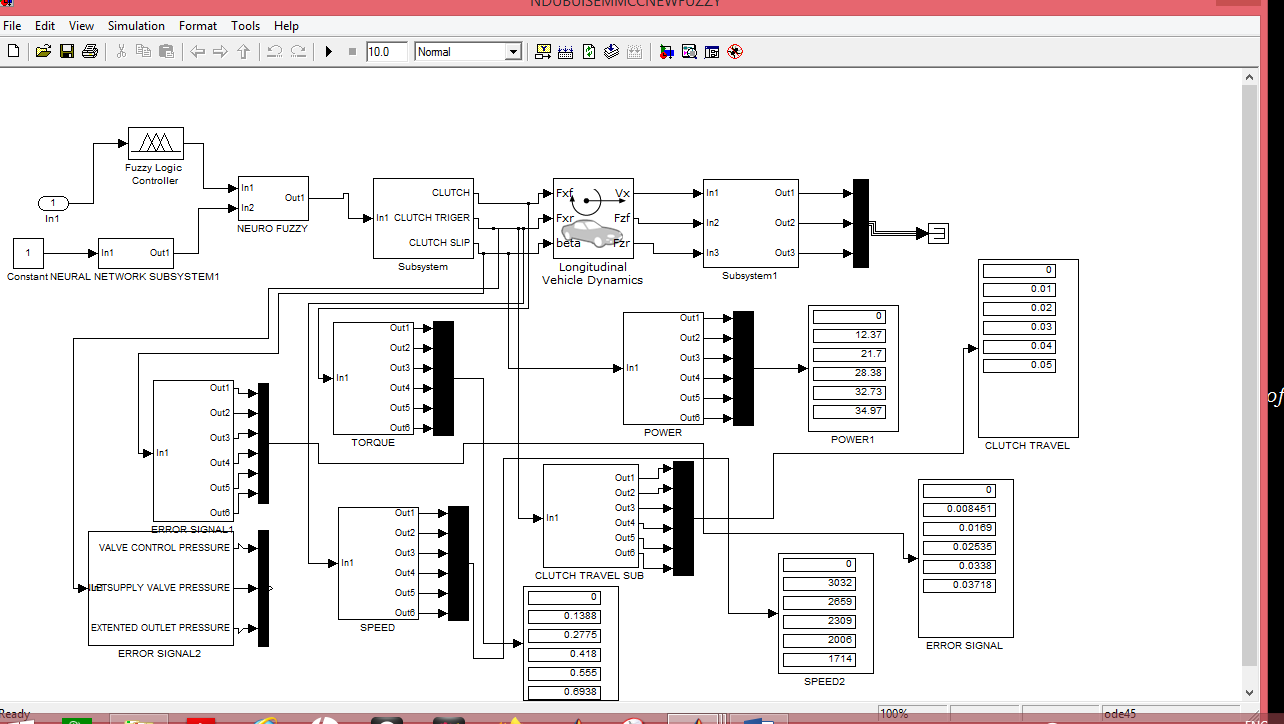 NDUBUISEMMCCNEWFUZZY
File Edit View Simulation Format Tools Help
10.0 Normal
Fuzzy Logic
Controller
1
In1
In1
In2
Out1
NEURO FUZZY
1
Constant
In1 Out1
NEURAL NETWORK SUBSYSTEM1
In1
CLUTCH
CLUTCH TRIGER
CLUTCH SLIP
Subsystem
Fxf Vx
Fxr Fzf
beta Fzr
Longitudinal
Vehicle Dynamics
In1 Out1
In2 Out2
In3 Out3
Subsystem1
In1
Out1
Out2
Out3
Out4
Out5
Out6
TORQUE
In1
Out1
Out2
Out3
Out4
Out5
Out6
POWER
0
12.37
21.7
28.38
32.73
34.97
POWER1
0
0.01
0.02
0.03
0.04
0.05
CLUTCH TRAVEL
of
In1
Out1
Out2
Out3
Out4
Out5
Out6
ERROR SIGNAL1
VALVE CONTROL PRESSURE
SUPPLY VALVE PRESSURE
EXTENTED OUTLET PRESSURE
ERROR SIGNAL2
In1
Out1
Out2
Out3
Out4
Out5
Out6
SPEED
In1
Out1
Out2
Out3
Out4
Out5
Out6
CLUTCH TRAVEL SUB
0
0.1388
0.2775
0.418
0.555
0.6938
0
3032
2659
2309
2006
1714
SPEED2
0
0.008451
0.0169
0.02535
0.0338
0.03718
ERROR SIGNAL
Ready 100% ode45
ENG